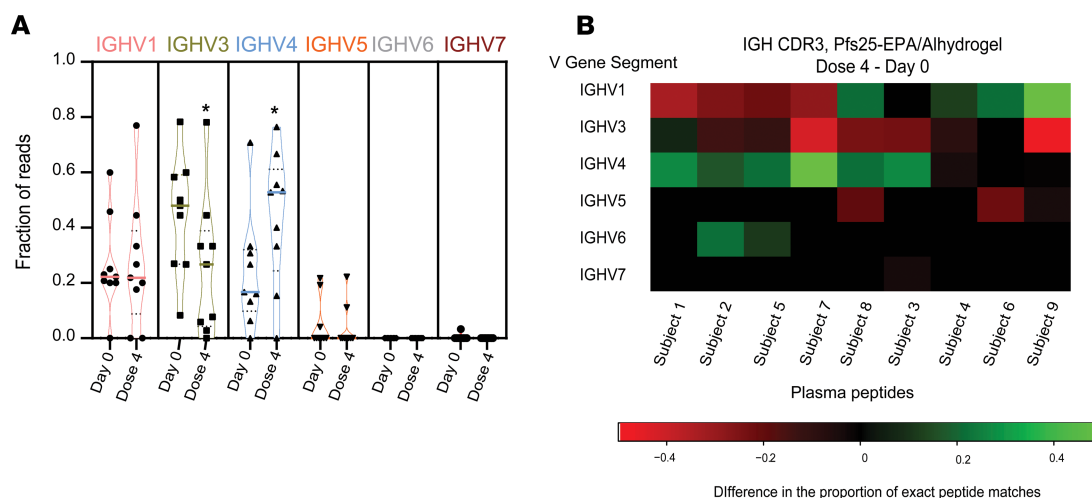 A
IGHV1 IGHV3 IGHV4 IGHV5 IGHV6 IGHV7
Fraction of reads
1.0
0.8
0.6
0.4
0.2
0.0
* *
Day 0 Dose 4 Day 0 Dose 4 Day 0 Dose 4 Day 0 Dose 4 Day 0 Dose 4 Day 0 Dose 4
B
IGH CDR3, Pfs25-EPA/Alhydrogel
Dose 4 - Day 0
V Gene Segment
IGHV1
IGHV3
IGHV4
IGHV5
IGHV6
IGHV7
Subject 1 Subject 2 Subject 5 Subject 7 Subject 8 Subject 3 Subject 4 Subject 6 Subject 9
Plasma peptides
−0.4 −0.2 0 0.2 0.4
DIfference in the proportion of exact peptide matches